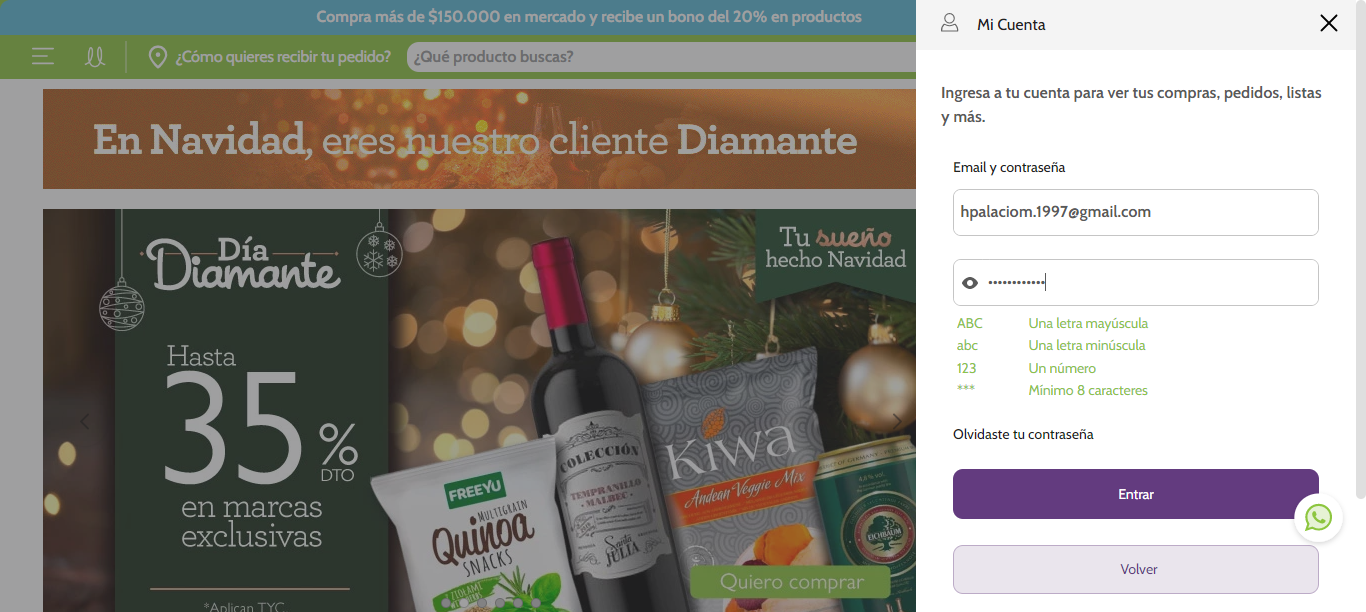 Compra más de $150.000 en mercado y recibe un bono del 20% en productos
¿Cómo quieres recibir tu pedido?
¿Qué producto buscas?
En Navidad, eres nuestro cliente Diamante
Día
Diamante
Hasta
35%
DTO
en marcas
exclusivas
*Aplican TYC
Tu sueño
hecho Navidad
COLECCIÓN
TEMPRANILLO
MALBEC
Santa
JULIA
FREEYU
MULTIGRAIN
Quinoa
SNACKS
Kiwa
Andean Veggie Mix
EICHBAUM
Quiero comprar
Mi Cuenta
Ingresa a tu cuenta para ver tus compras, pedidos, listas
y más.
Email y contraseña
hpalaciom.1997@gmail.com
••••••••••••
ABC Una letra mayúscula
abc Una letra minúscula
123 Un número
*** Mínimo 8 caracteres
Olvidaste tu contraseña
Entrar
Volver